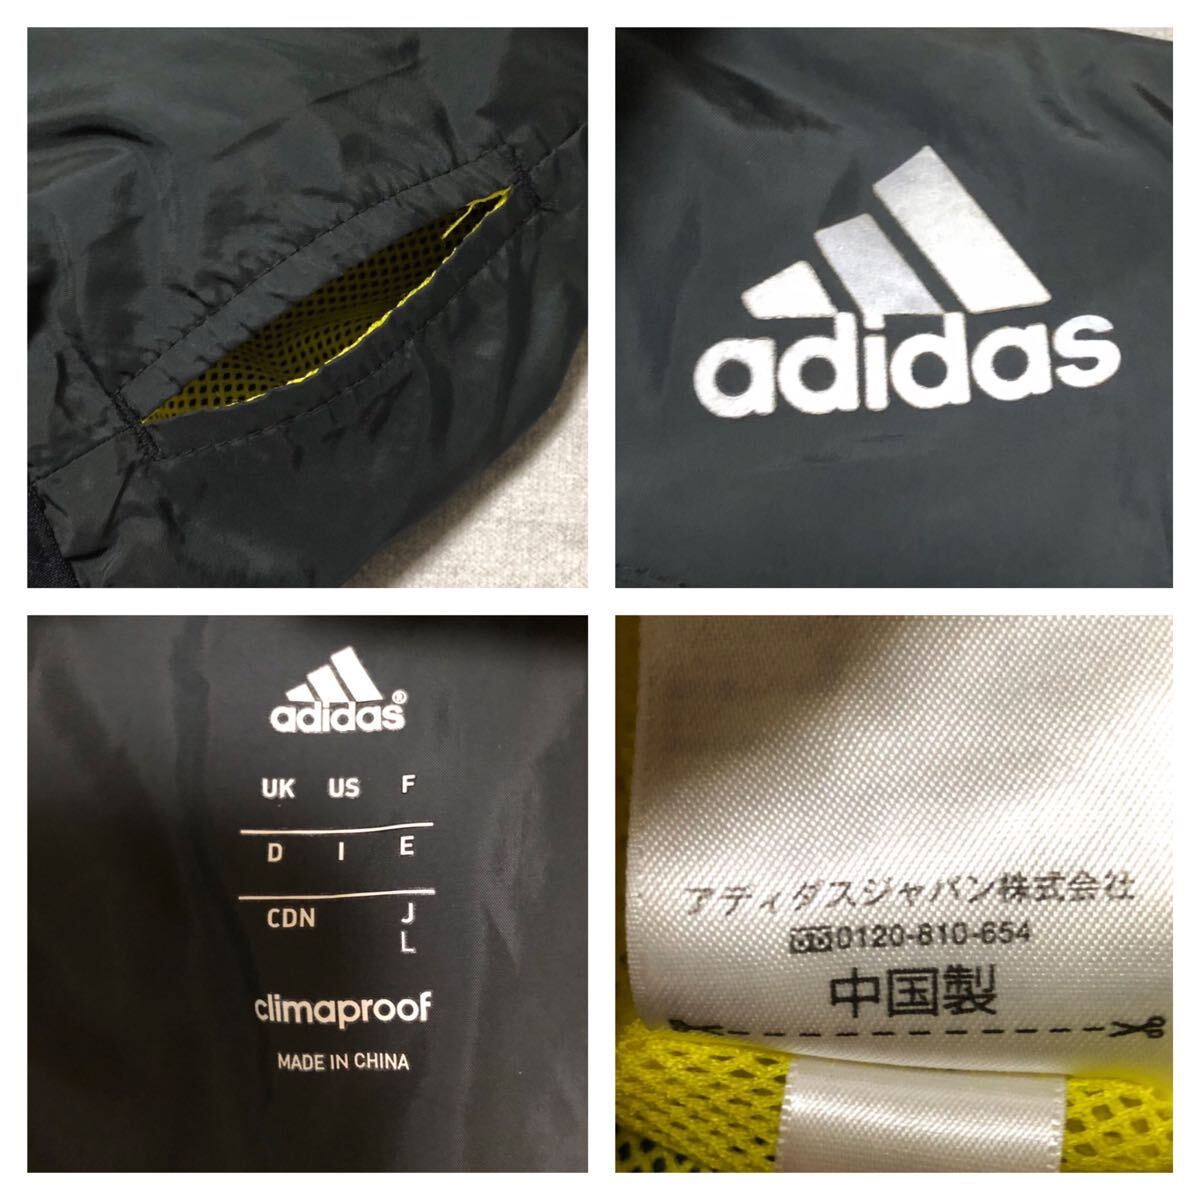 adidas
adidas®
UK US F
D I E
CDN J
L
climaproof
MADE IN CHINA
アディダスジャパン株式会社
0120-810-654
中国製